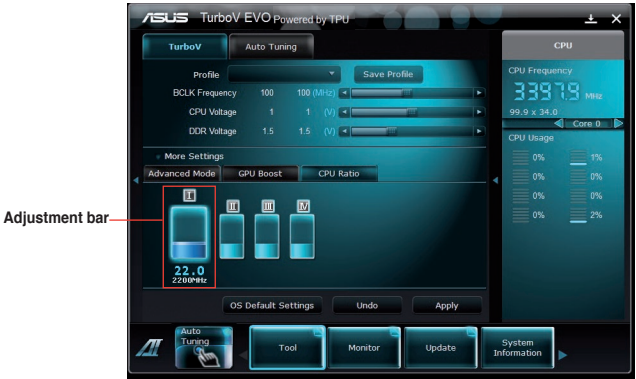 ASUS TurboV EVO Powered by TPU
TurboV
Auto Tuning
CPU
Profile
Save Profile
BCLK Frequency 100 100 (MHz)
CPU Voltage 1 1 (V)
DDR Voltage 1.5 1.5 (V)
CPU Frequency
3397.9 MHz
99.9 x 34.0
Core 0
CPU Usage
0% 1%
0% 0%
0% 0%
0% 2%
More Settings
Advanced Mode
GPU Boost
CPU Ratio
Adjustment bar
I
II
III
IV
22.0
2200MHz
OS Default Settings
Undo
Apply
Auto
Tuning
Tool
Monitor
Update
System
Information